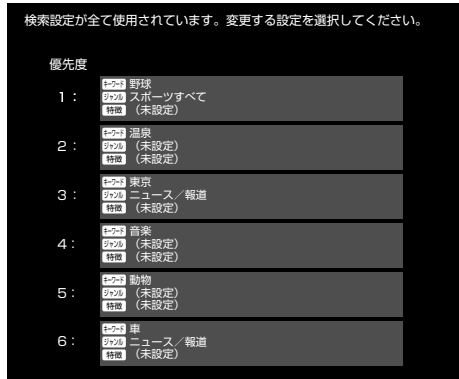 検索設定が全て使用されています。変更する設定を選択してください。
優先度
1：
キーワード 野球
ジャンル スポーツすべて
特徴 （未設定）
2：
キーワード 温泉
ジャンル （未設定）
特徴 （未設定）
3：
キーワード 東京
ジャンル ニュース／報道
特徴 （未設定）
4：
キーワード 音楽
ジャンル （未設定）
特徴 （未設定）
5：
キーワード 動物
ジャンル （未設定）
特徴 （未設定）
6：
キーワード 車
ジャンル ニュース／報道
特徴 （未設定）